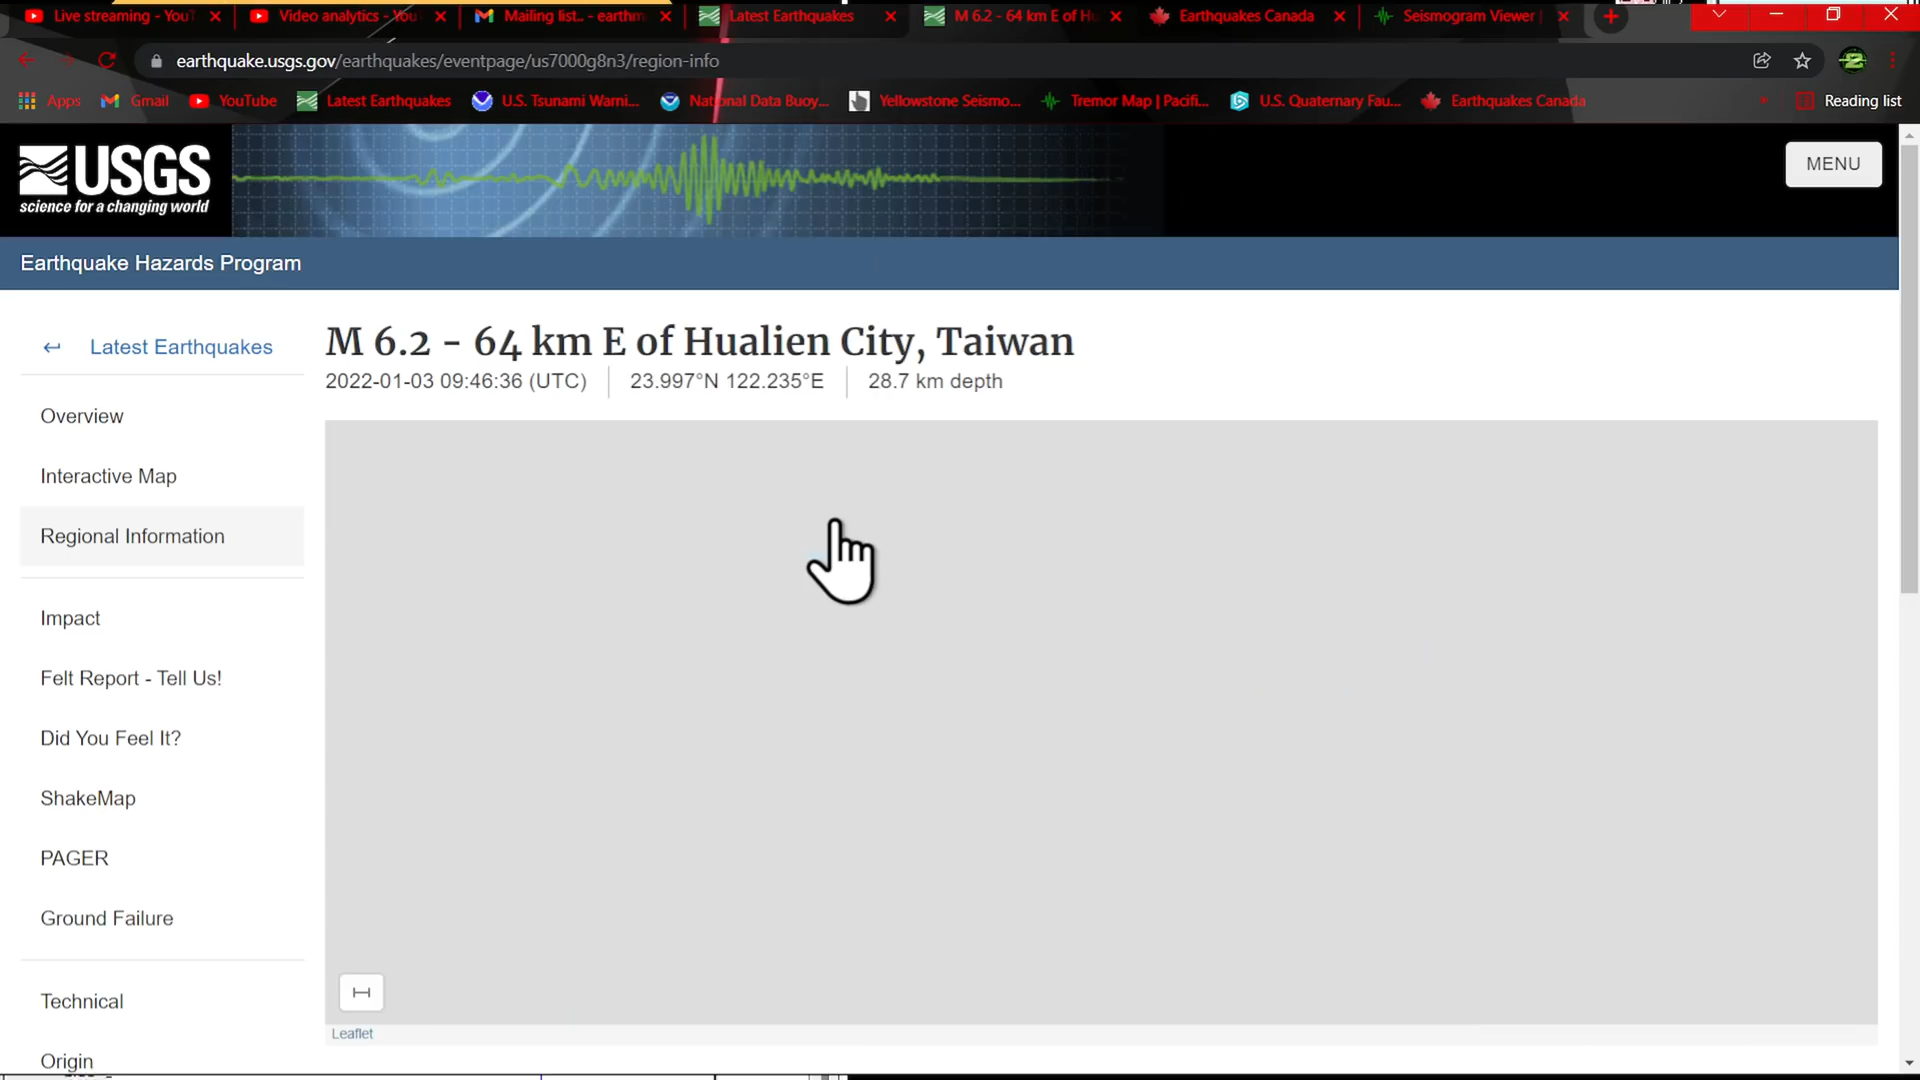 Live streaming - YouT
Video analytics - You
Mailing list.. - earthm
Latest Earthquakes
M 6.2 - 64 km E of Hu
Earthquakes Canada
Seismogram Viewer |
earthquake.usgs.gov/earthquakes/eventpage/us7000g8n3/region-info
Apps
Gmail
YouTube
Latest Earthquakes
U.S. Tsunami Warni...
National Data Buoy...
Yellowstone Seismo...
Tremor Map | Pacifi...
U.S. Quaternary Fau...
Earthquakes Canada
»
Reading list
USGS
science for a changing world
MENU
Earthquake Hazards Program
Latest Earthquakes
M 6.2 - 64 km E of Hualien City, Taiwan
2022-01-03 09:46:36 (UTC)
23.997°N 122.235°E
28.7 km depth
Overview
Interactive Map
Regional Information
Impact
Felt Report - Tell Us!
Did You Feel It?
ShakeMap
PAGER
Ground Failure
Technical
Origin
Leaflet